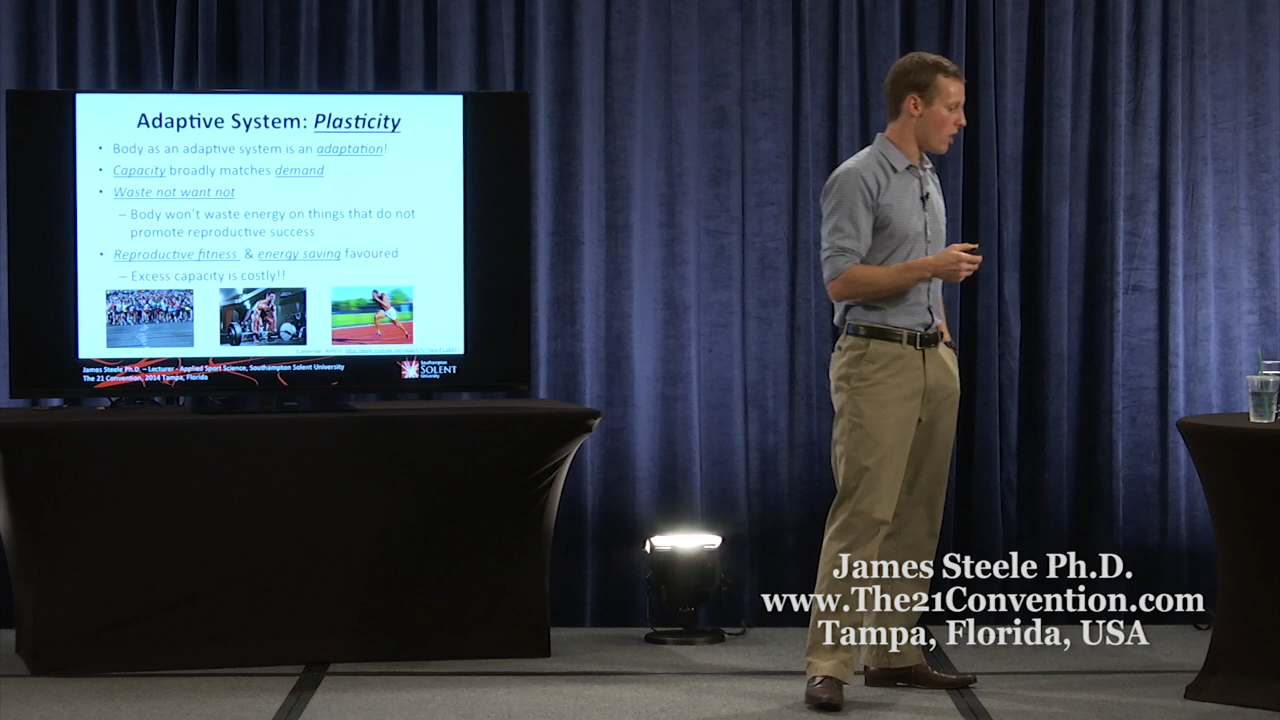 Adaptive System: Plasticity
• Body as an adaptive system is an adaptation!
• Capacity broadly matches demand
• Waste not want not
– Body won't waste energy on things that do not
promote reproductive success
• Reproductive fitness & energy saving favoured
– Excess capacity is costly!!
James Steele Ph.D. – Lecturer - Applied Sport Science, Southampton Solent University
The 21 Convention, 2014 Tampa, Florida
Southampton
SOLENT
University
James Steele Ph.D.
www.The21Convention.com
Tampa, Florida, USA